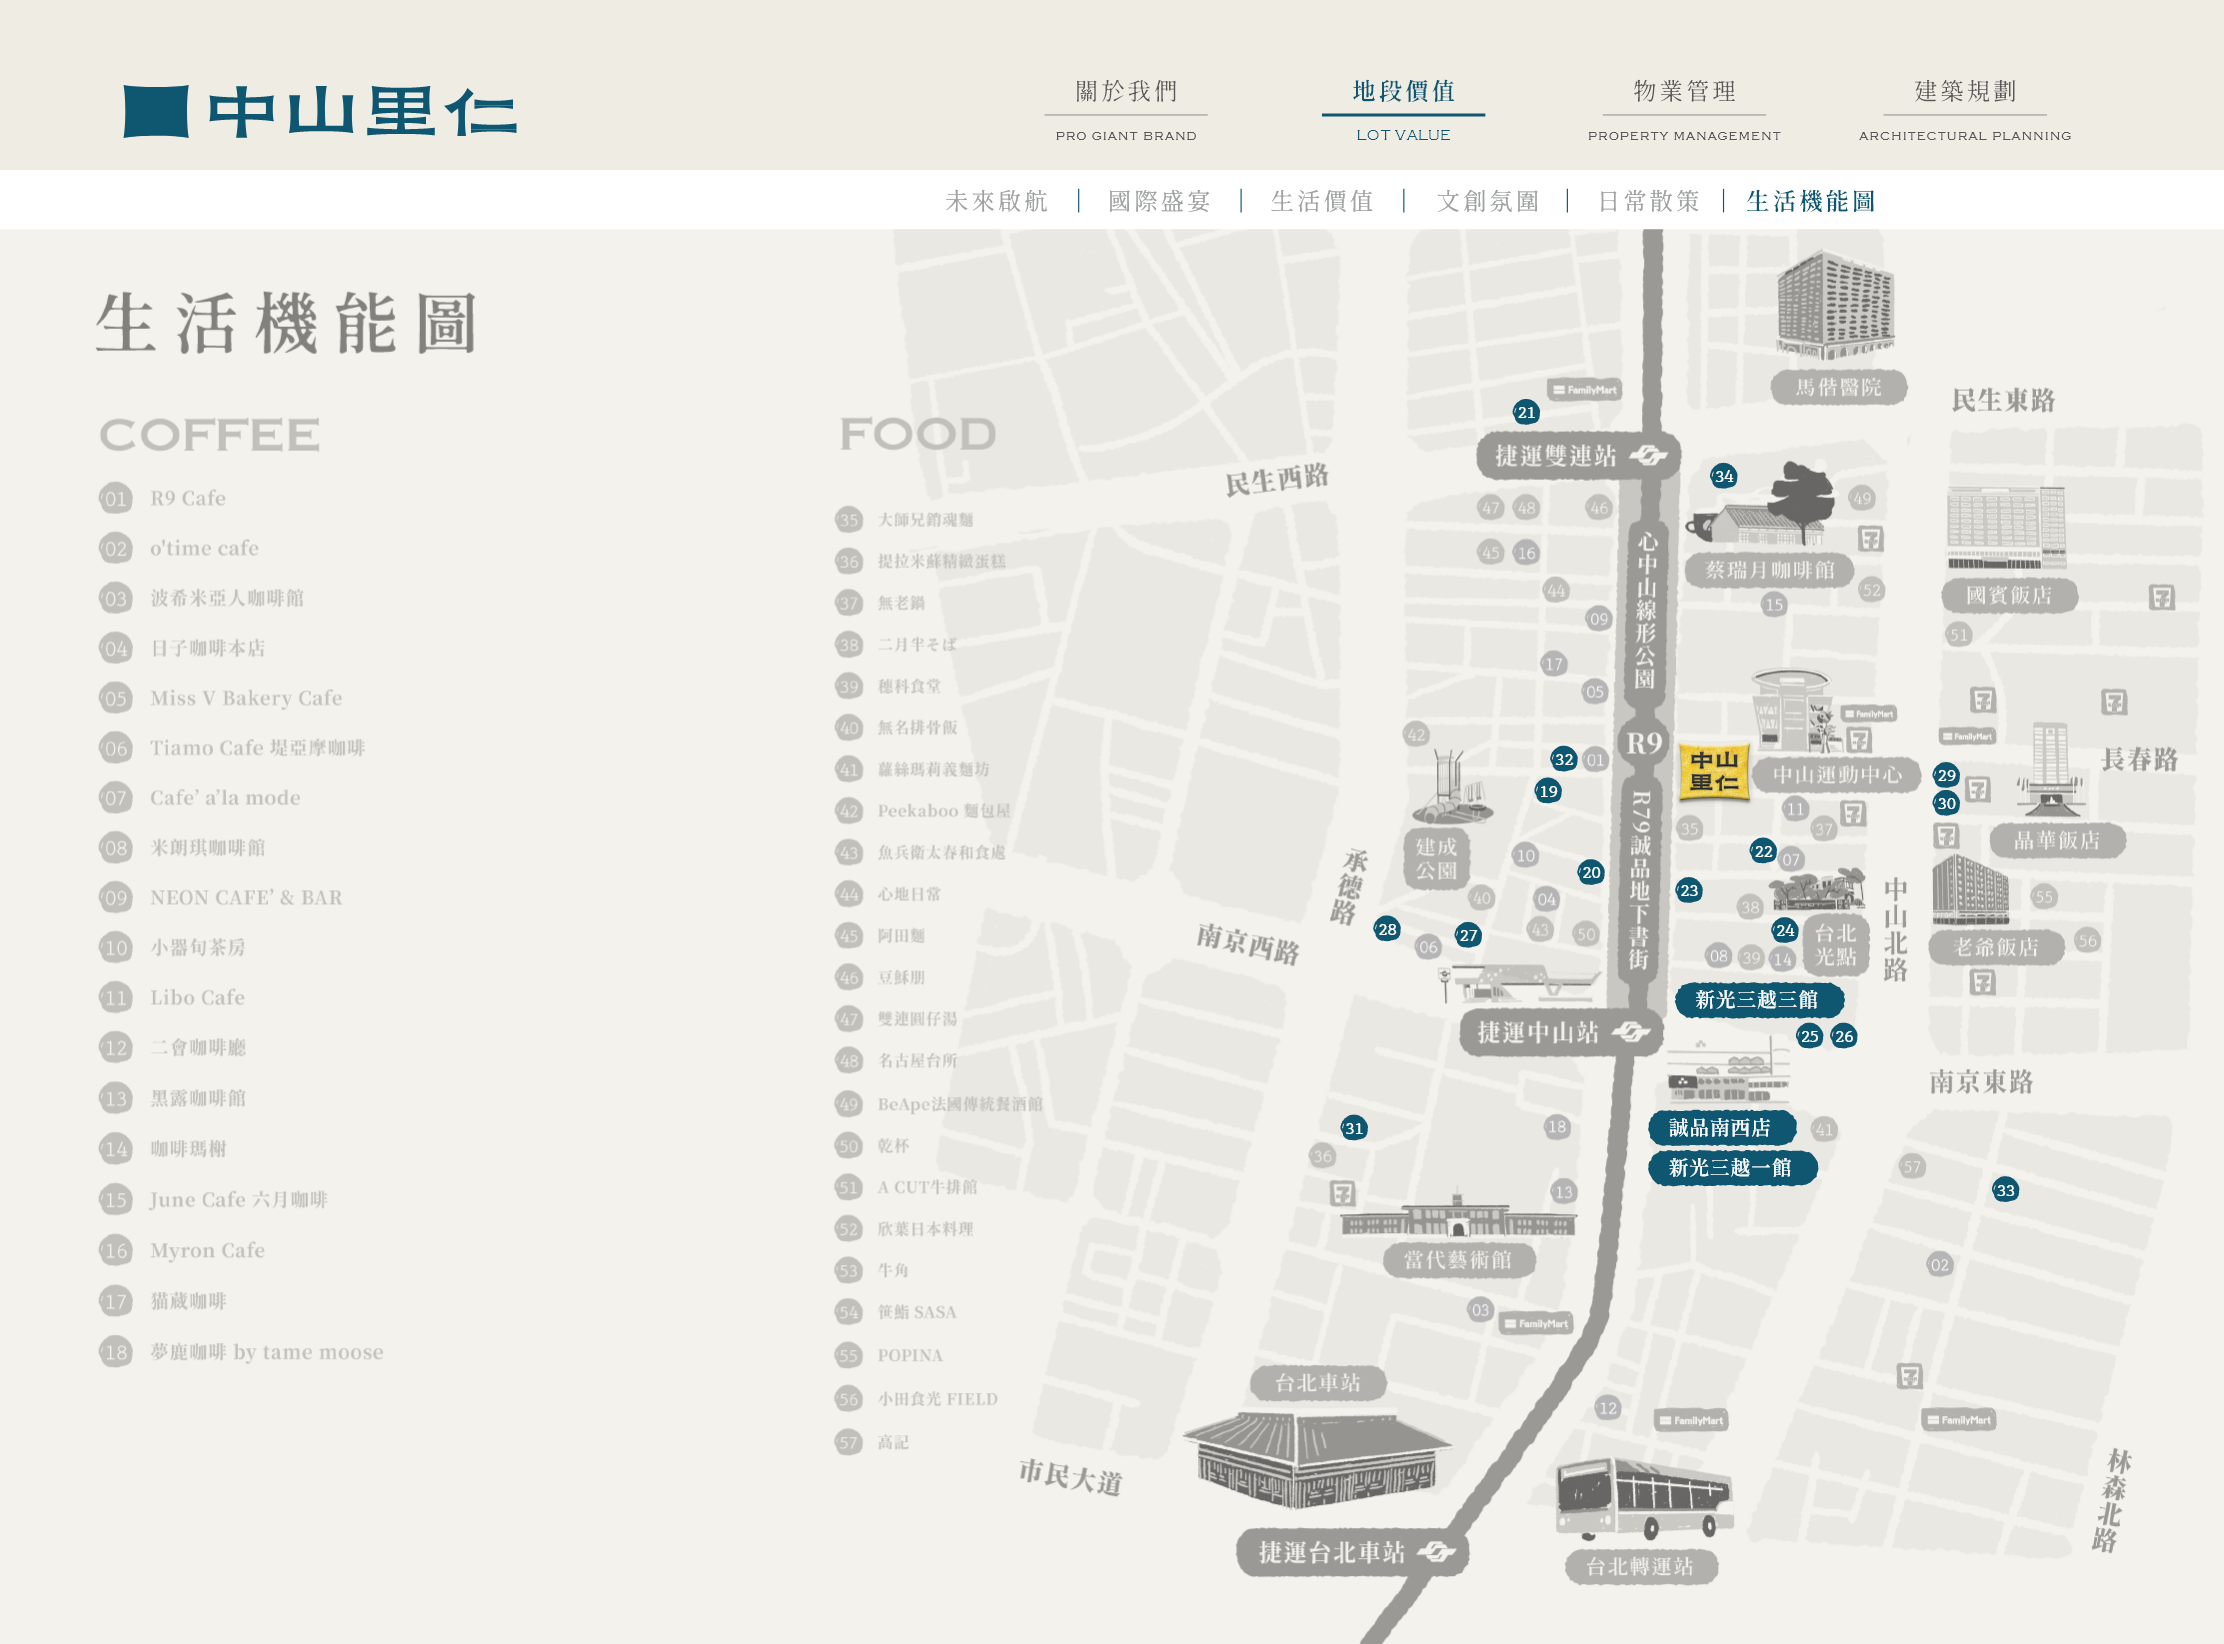 中山里仁
關於我們
PRO GIANT BRAND
地段價值
LOT VALUE
物業管理
PROPERTY MANAGEMENT
建築規劃
ARCHITECTURAL PLANNING
未來啟航 | 國際盛宴 | 生活價值 | 文創氛圍 | 日常散策 | 生活機能圖
生活機能圖
COFFEE
01 R9 Cafe
02 o'time cafe
03 波希米亞人咖啡館
04 日子咖啡本店
05 Miss V Bakery Cafe
06 Tiamo Cafe 堤亞摩咖啡
07 Cafe’ a’la mode
08 米朗琪咖啡館
09 NEON CAFE’ & BAR
10 小器旬茶房
11 Libo Cafe
12 二會咖啡廳
13 黑露咖啡館
14 咖啡瑪榭
15 June Cafe 六月咖啡
16 Myron Cafe
17 猫蔵咖啡
18 夢鹿咖啡 by tame moose
FOOD
35 大師兄銷魂麵
36 提拉米蘇精緻蛋糕
37 無老鍋
38 二月半そば
39 穗科食堂
40 無名排骨飯
41 蘿絲瑪莉義麵坊
42 Peekaboo 麵包屋
43 魚兵衛太春和食處
44 心地日常
45 阿田麵
46 豆穌朋
47 雙連圓仔湯
48 名古屋台所
49 BeApe法國傳統餐酒館
50 乾杯
51 A CUT牛排館
52 欣葉日本料理
53 牛角
54 笹鮨 SASA
55 POPINA
56 小田食光 FIELD
57 高記
馬偕醫院
民生東路
FamilyMart
21
捷運雙連站
民生西路
34
47
48
46
49
45
16
心中山線形公園
蔡瑞月咖啡館
國賓飯店
44
52
15
09
51
17
05
42
R9
FamilyMart
FamilyMart
長春路
32
01
中山
里仁
中山運動中心
29
19
30
R79誠品地下書街
11
35
37
晶華飯店
建成
公園
10
22
07
承德路
20
23
中山北路
40
04
38
55
28
27
43
50
24
台北
光點
老爺飯店
56
南京西路
06
08
39
14
新光三越三館
捷運中山站
25
26
南京東路
31
18
誠品南西店
41
36
新光三越一館
57
13
33
當代藝術館
02
03
FamilyMart
台北車站
12
FamilyMart
FamilyMart
市民大道
林森北路
捷運台北車站
台北轉運站